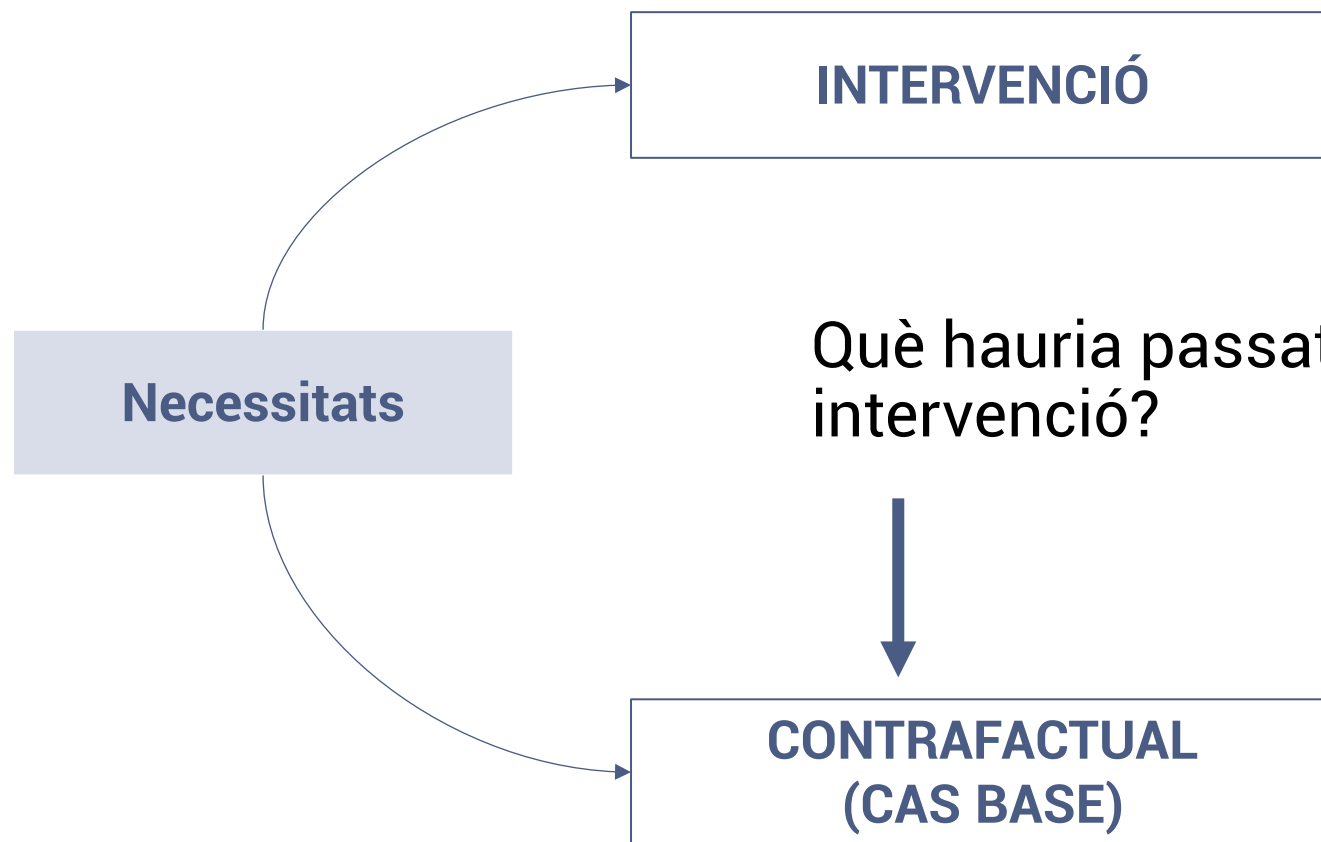 INTERVENCIÓ
Què hauria passat
intervenció?
Necessitats
CONTRAFACTUAL
(CAS BASE)